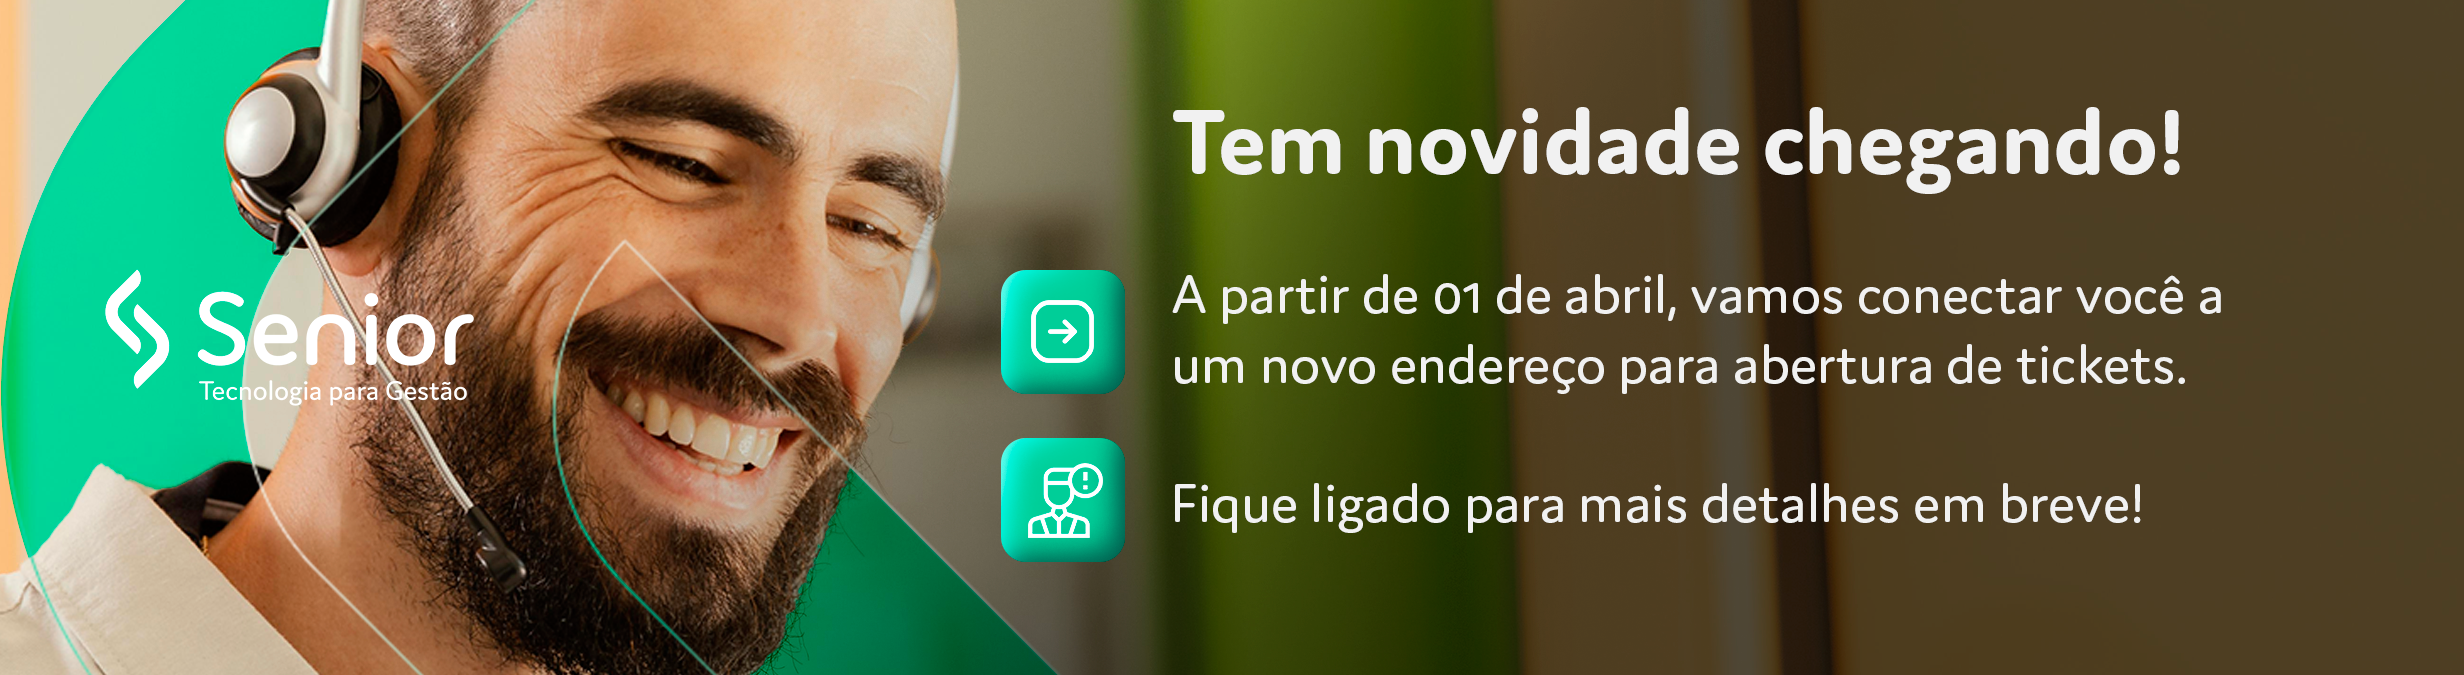 Tem novidade chegando!
Senior
Tecnologia para Gestão
A partir de 01 de abril, vamos conectar você a
um novo endereço para abertura de tickets.
Fique ligado para mais detalhes em breve!